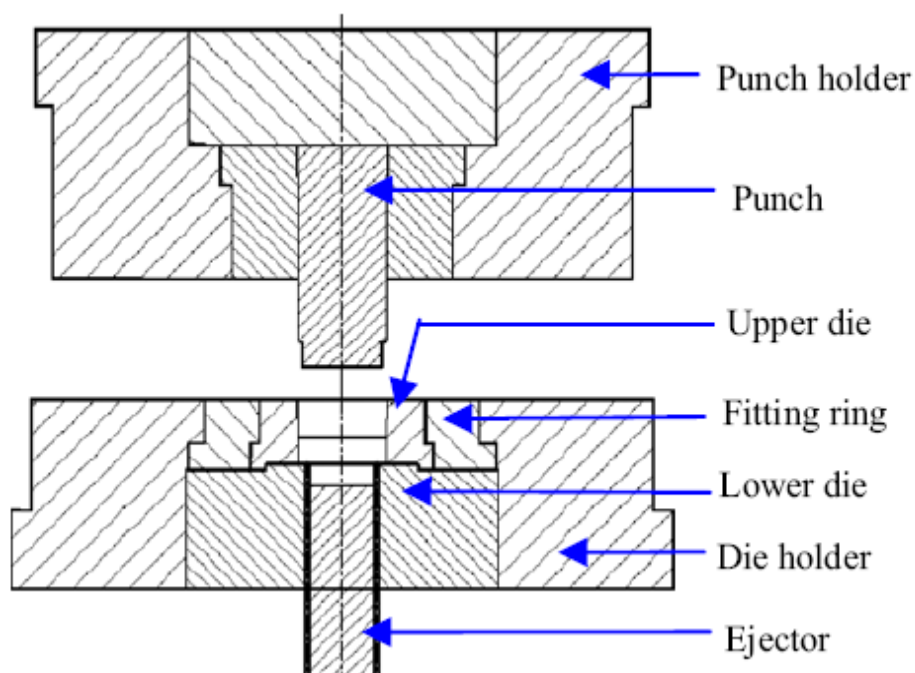 Punch holder
Punch
Upper die
Fitting ring
Lower die
Die holder
Ejector